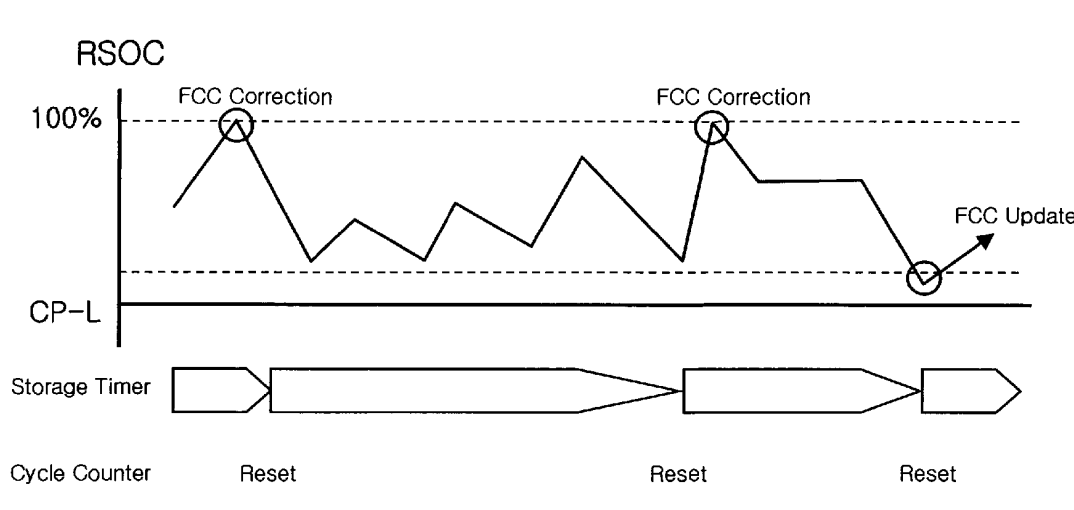 RSOC
FCC Correction FCC Correction
100%
FCC Update
CP-L
Storage Timer
Cycle Counter Reset Reset Reset